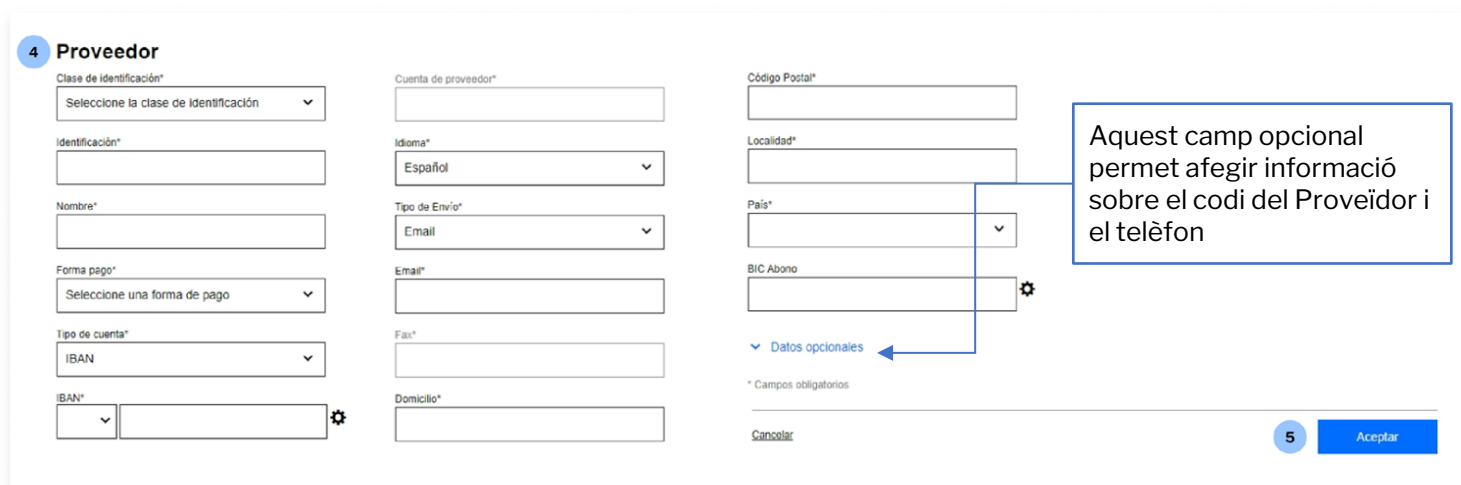 4 Proveedor
Clase de identificación*
Seleccione la clase de identificación
Identificación*
Nombre*
Forma pago*
Seleccione una forma de pago
Tipo de cuenta*
IBAN
IBAN*
Cuenta de proveedor*
Idioma*
Español
Tipo de Envío*
Email
Email*
Fax*
Domicilio*
Código Postal*
Localidad*
País*
BIC Abono
Datos opcionales
* Campos obligatorios
Cancelar
5 Aceptar
Aquest camp opcional
permet afegir informació
sobre el codi del Proveïdor i
el telèfon